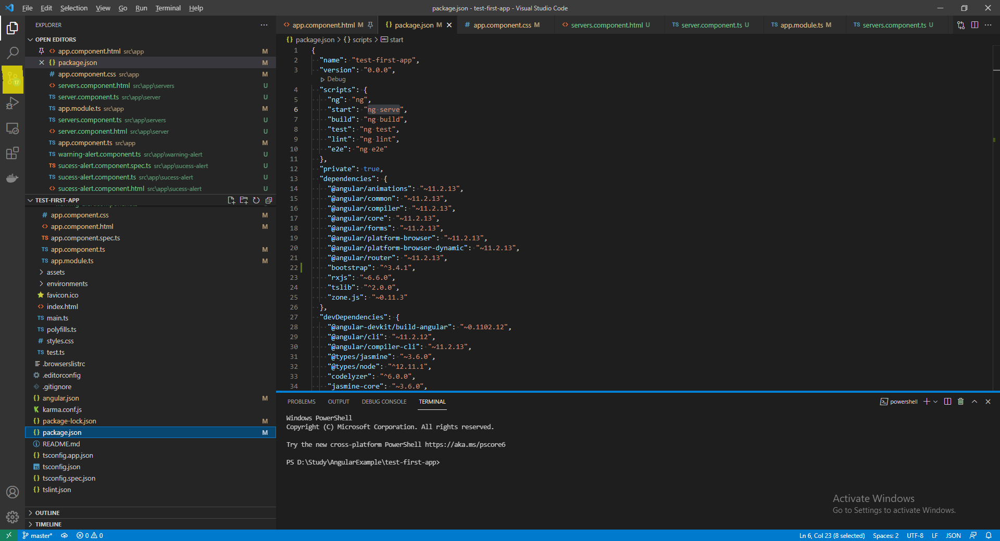 File Edit Selection View Go Run Terminal Help
package.json - test-first-app - Visual Studio Code
EXPLORER
OPEN EDITORS
app.component.html src\app M
package.json M
app.component.css src\app M
servers.component.html src\app\servers U
server.component.ts src\app\server U
app.module.ts src\app M
servers.component.ts src\app\servers U
server.component.html src\app\server U
app.component.ts src\app M
warning-alert.component.ts src\app\warning-alert U
sucess-alert.component.spec.ts src\app\sucess-alert U
sucess-alert.component.ts src\app\sucess-alert U
sucess-alert.component.html src\app\sucess-alert U
17
TEST-FIRST-APP
app.component.css M
app.component.html M
app.component.spec.ts
app.component.ts M
app.module.ts M
assets
environments
favicon.ico
index.html
main.ts
polyfills.ts
styles.css
test.ts
.browserslistrc
.editorconfig
.gitignore
angular.json M
karma.conf.js
package-lock.json M
package.json M
README.md
tsconfig.app.json
tsconfig.json
tsconfig.spec.json
tslint.json
OUTLINE
TIMELINE
app.component.html M package.json M app.component.css M servers.component.html U server.component.ts U app.module.ts M servers.component.ts U
package.json > {} scripts > start
1 {
2 "name": "test-first-app",
3 "version": "0.0.0",
Debug
4 "scripts": {
5 "ng": "ng",
6 "start": "ng serve",
7 "build": "ng build",
8 "test": "ng test",
9 "lint": "ng lint",
10 "e2e": "ng e2e"
11 },
12 "private": true,
13 "dependencies": {
14 "@angular/animations": "~11.2.13",
15 "@angular/common": "~11.2.13",
16 "@angular/compiler": "~11.2.13",
17 "@angular/core": "~11.2.13",
18 "@angular/forms": "~11.2.13",
19 "@angular/platform-browser": "~11.2.13",
20 "@angular/platform-browser-dynamic": "~11.2.13",
21 "@angular/router": "~11.2.13",
22 "bootstrap": "^3.4.1",
23 "rxjs": "~6.6.0",
24 "tslib": "^2.0.0",
25 "zone.js": "~0.11.3"
26 },
27 "devDependencies": {
28 "@angular-devkit/build-angular": "~0.1102.12",
29 "@angular/cli": "~11.2.12",
30 "@angular/compiler-cli": "~11.2.13",
31 "@types/jasmine": "~3.6.0",
32 "@types/node": "^12.11.1",
33 "codelyzer": "^6.0.0",
34 "jasmine-core": "~3.6.0",
PROBLEMS OUTPUT DEBUG CONSOLE TERMINAL
powershell
Windows PowerShell
Copyright (C) Microsoft Corporation. All rights reserved.
Try the new cross-platform PowerShell https://aka.ms/pscore6
PS D:\Study\AngularExample\test-first-app>
Activate Windows
Go to Settings to activate Windows.
master* 0 0
Ln 6, Col 23 (8 selected) Spaces: 2 UTF-8 LF JSON